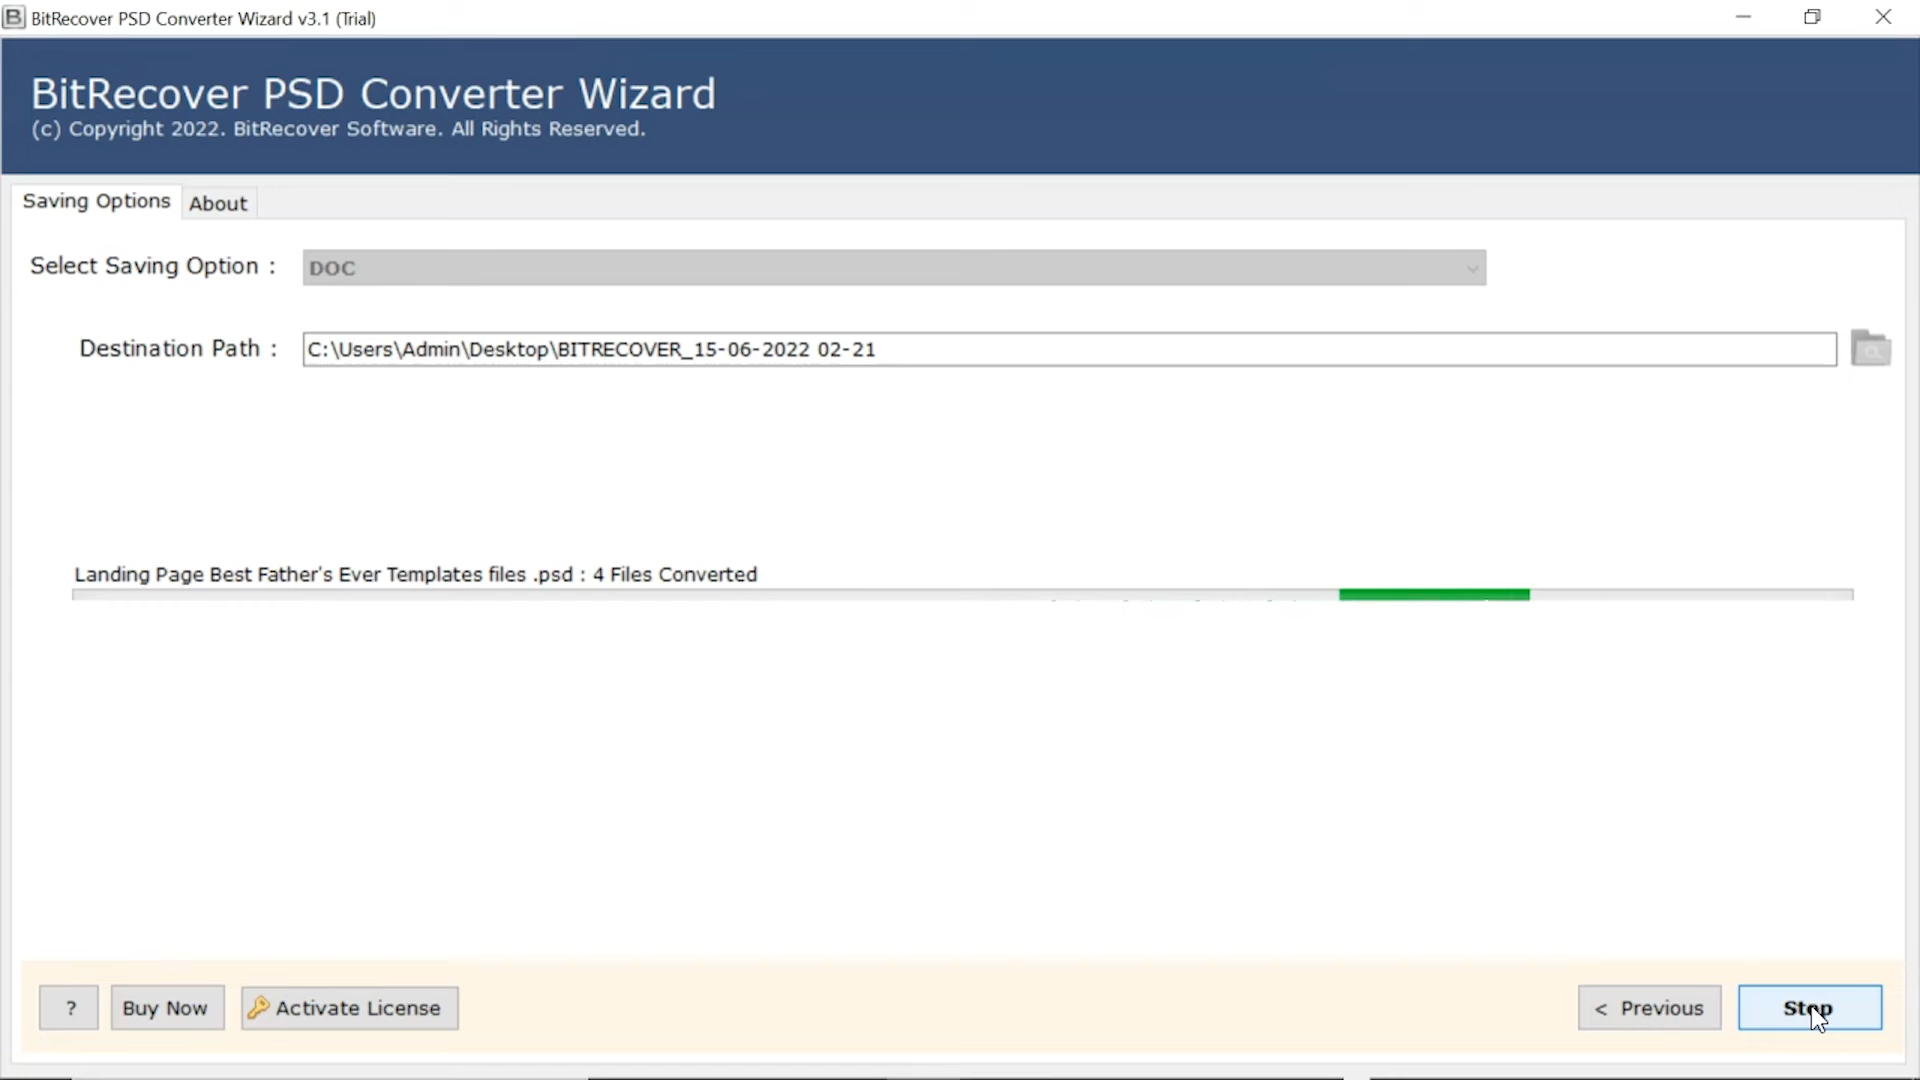 BitRecover PSD Converter Wizard v3.1 (Trial)
BitRecover PSD Converter Wizard
(c) Copyright 2022. BitRecover Software. All Rights Reserved.
Saving Options
About
Select Saving Option :
DOC
Destination Path :
C:\Users\Admin\Desktop\BITRECOVER_15-06-2022 02-21
Landing Page Best Father's Ever Templates files .psd : 4 Files Converted
?
Buy Now
Activate License
< Previous
Stop